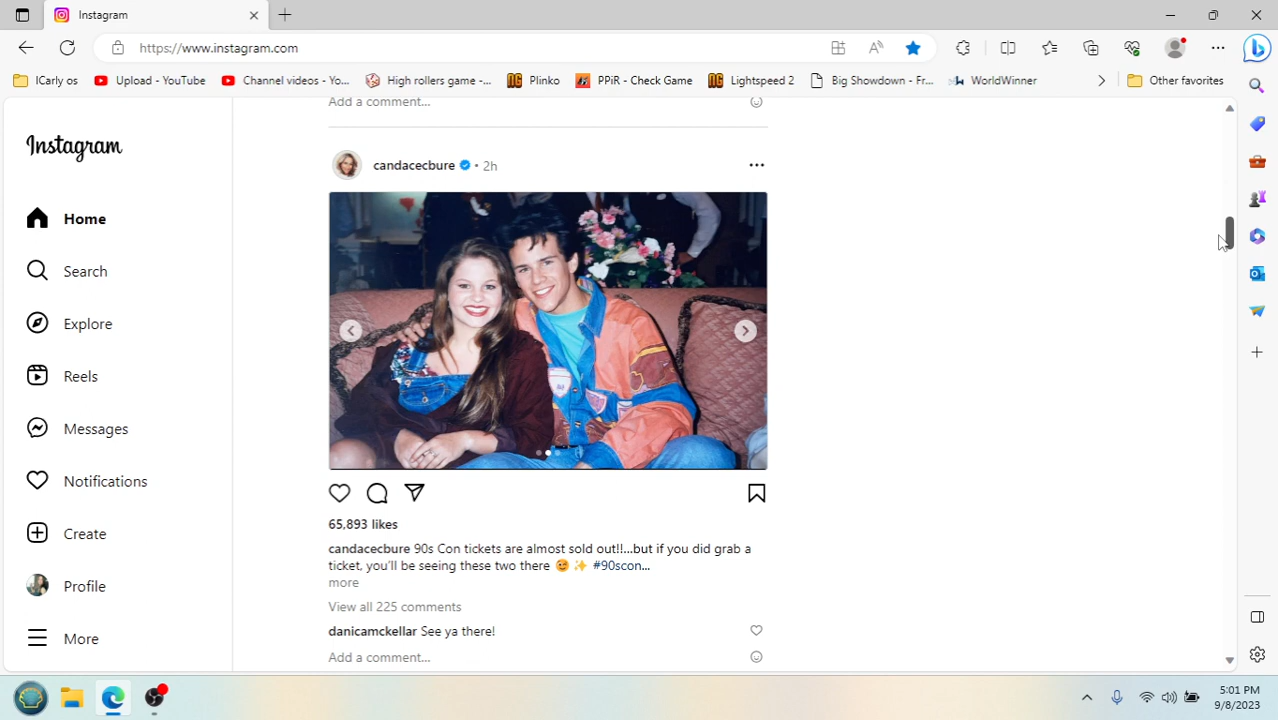 Instagram
https://www.instagram.com
ICarly os
Upload - YouTube
Channel videos - Yo...
High rollers game -...
Plinko
PPiR - Check Game
Lightspeed 2
Big Showdown - Fr...
WorldWinner
Other favorites
Instagram
Home
Search
Explore
Reels
Messages
Notifications
Create
Profile
More
Add a comment...
candacecbure • 2h
65,893 likes
candacecbure 90s Con tickets are almost sold out!!...but if you did grab a
ticket, you'll be seeing these two there 😉 ✨ #90scon...
more
View all 225 comments
danicamckellar See ya there!
Add a comment...
5:01 PM
9/8/2023